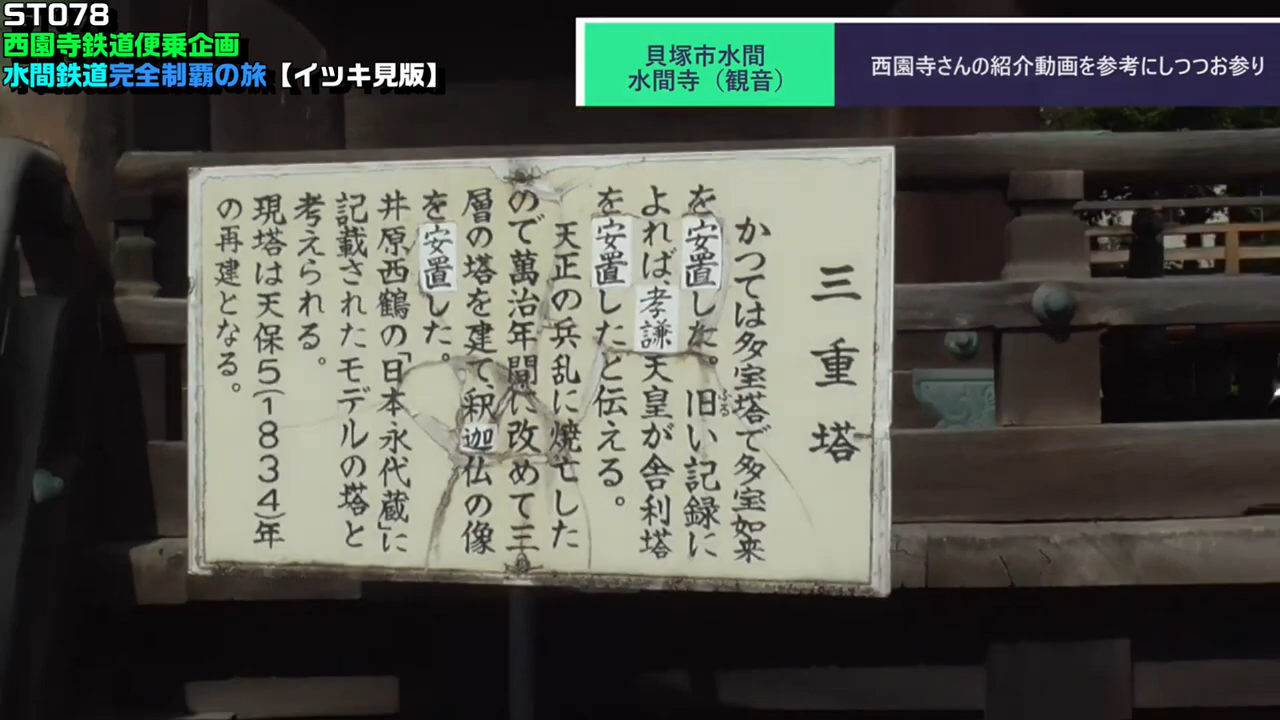 ST078
西園寺鉄道便乗企画
水間鉄道完全制覇の旅【イツキ見版】
貝塚市水間
水間寺（観音）
西園寺さんの紹介動画を参考にしつつお参り
三重塔
かつては多宝塔で多宝如来
を安置した。旧い記録に
ふる
よれば、孝謙天皇が舎利塔
を安置したと伝える。
天正の兵乱に焼亡した
ので萬治年間に改めて三
層の塔を建て、釈迦仏の像
を安置した。
井原西鶴の「日本永代蔵」に
記載されたモデルの塔と
考えられる。
現塔は天保5(1834)年
の再建となる。